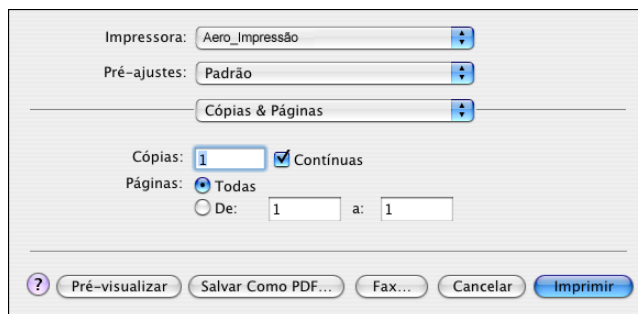 Impressora: Aero_Impressão
Pré-ajustes: Padrão
Cópias & Páginas
Cópias: 1 Contínuas
Páginas: Todas
De: 1 a: 1
? Pré-visualizar Salvar Como PDF... Fax... Cancelar Imprimir